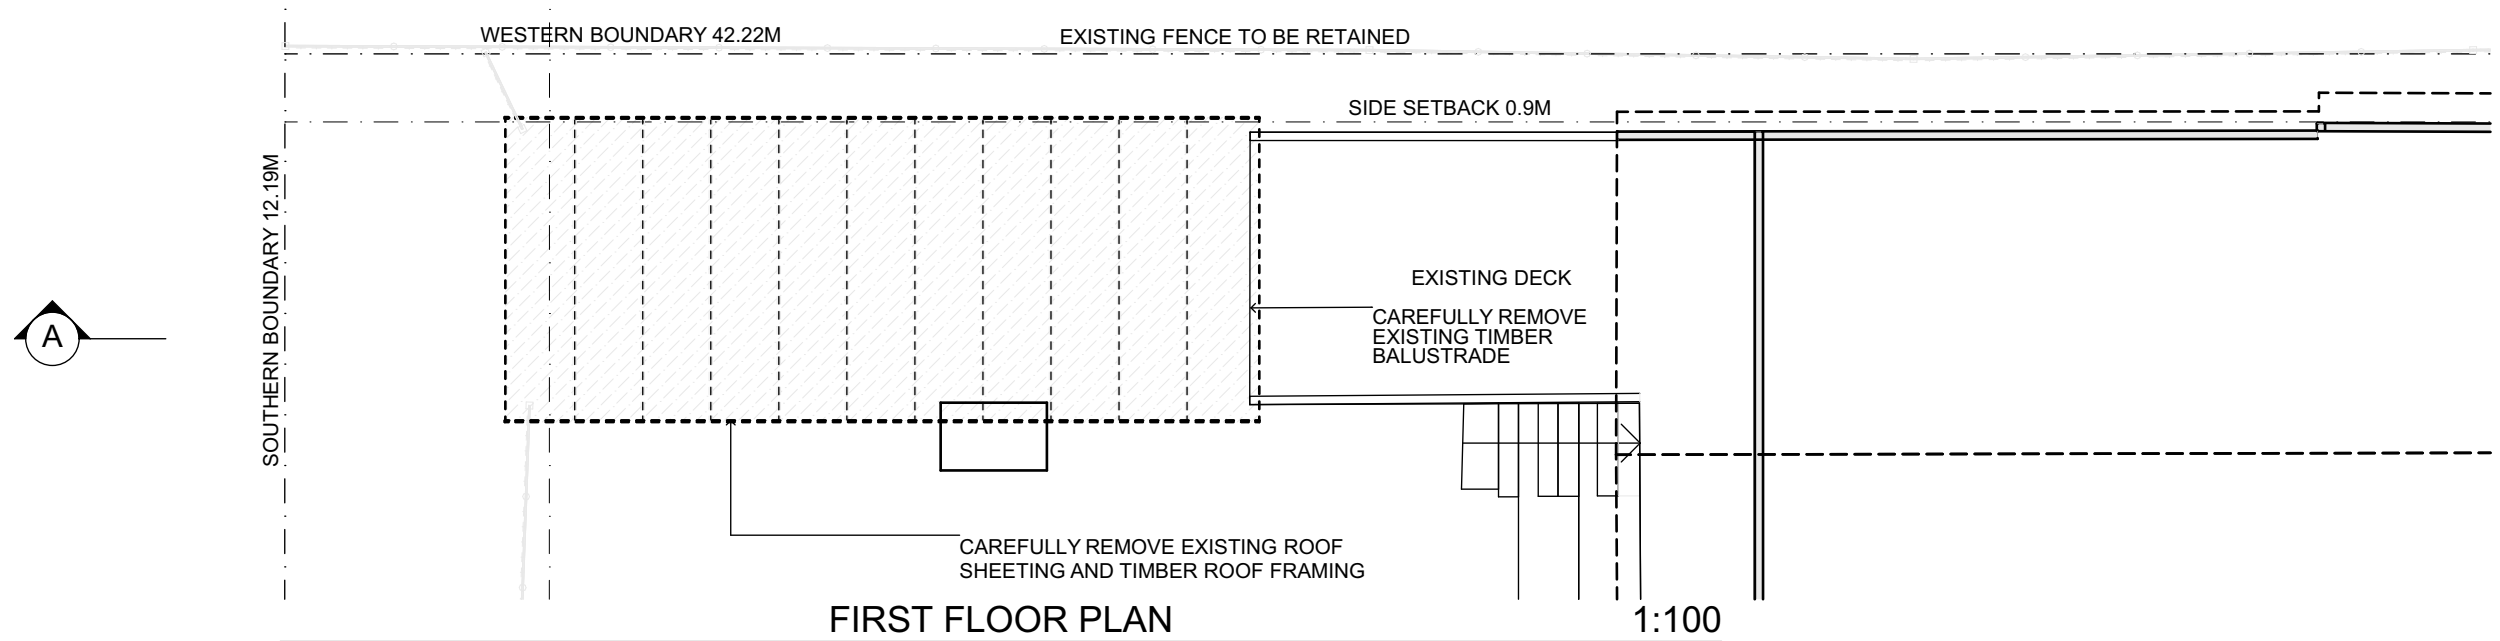 WESTERN BOUNDARY 42.22M
EXISTING FENCE TO BE RETAINED
SIDE SETBACK 0.9M
SOUTHERN BOUNDARY 12.19M
A
EXISTING DECK
CAREFULLY REMOVE
EXISTING TIMBER
BALUSTRADE
CAREFULLY REMOVE EXISTING ROOF
SHEETING AND TIMBER ROOF FRAMING
FIRST FLOOR PLAN
1:100